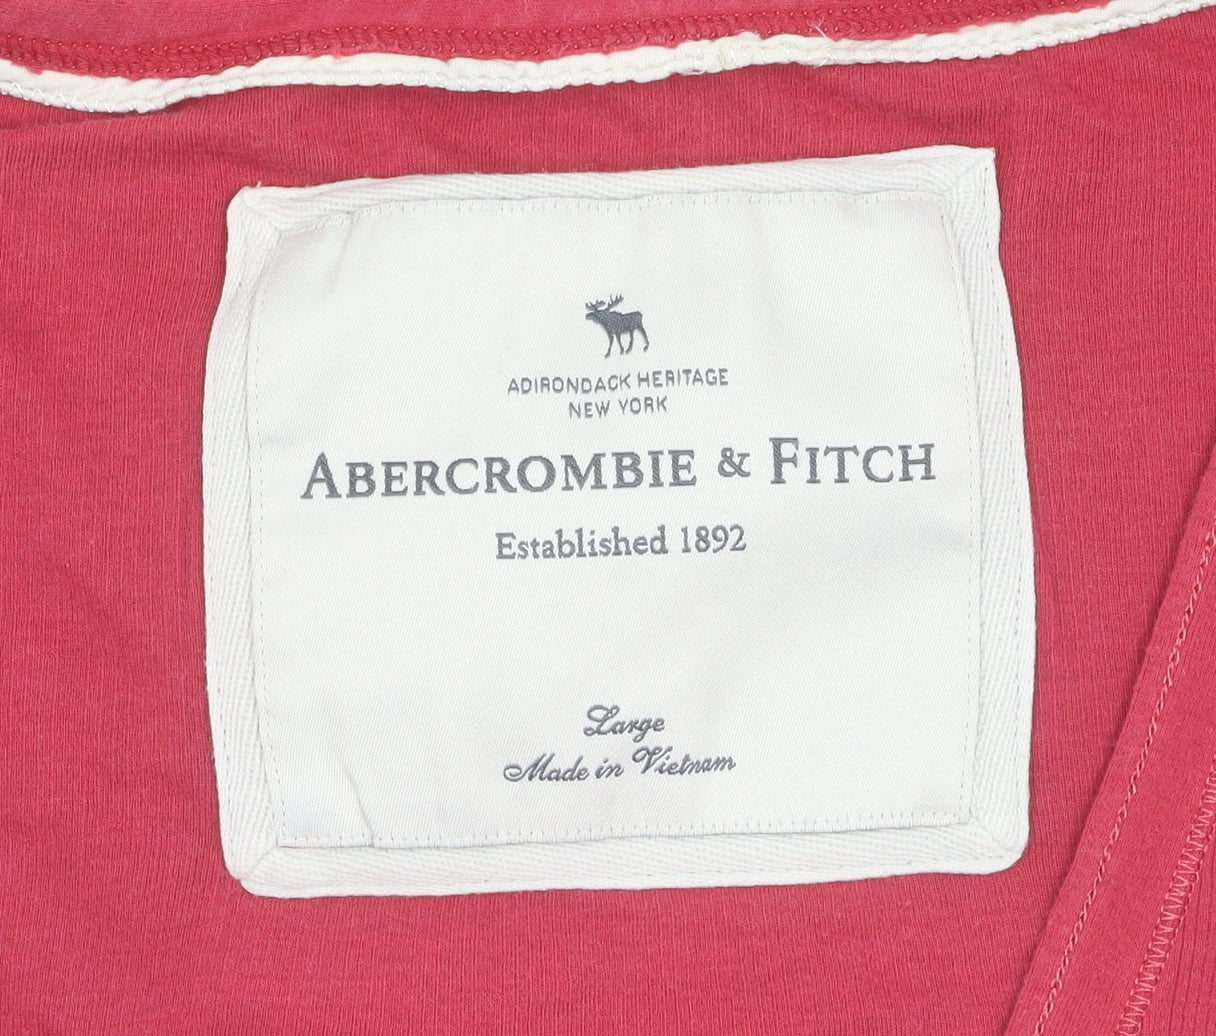 ADIRONDACK HERITAGE
NEW YORK
ABERCROMBIE & FITCH
Established 1892
Large
Made in Vietnam